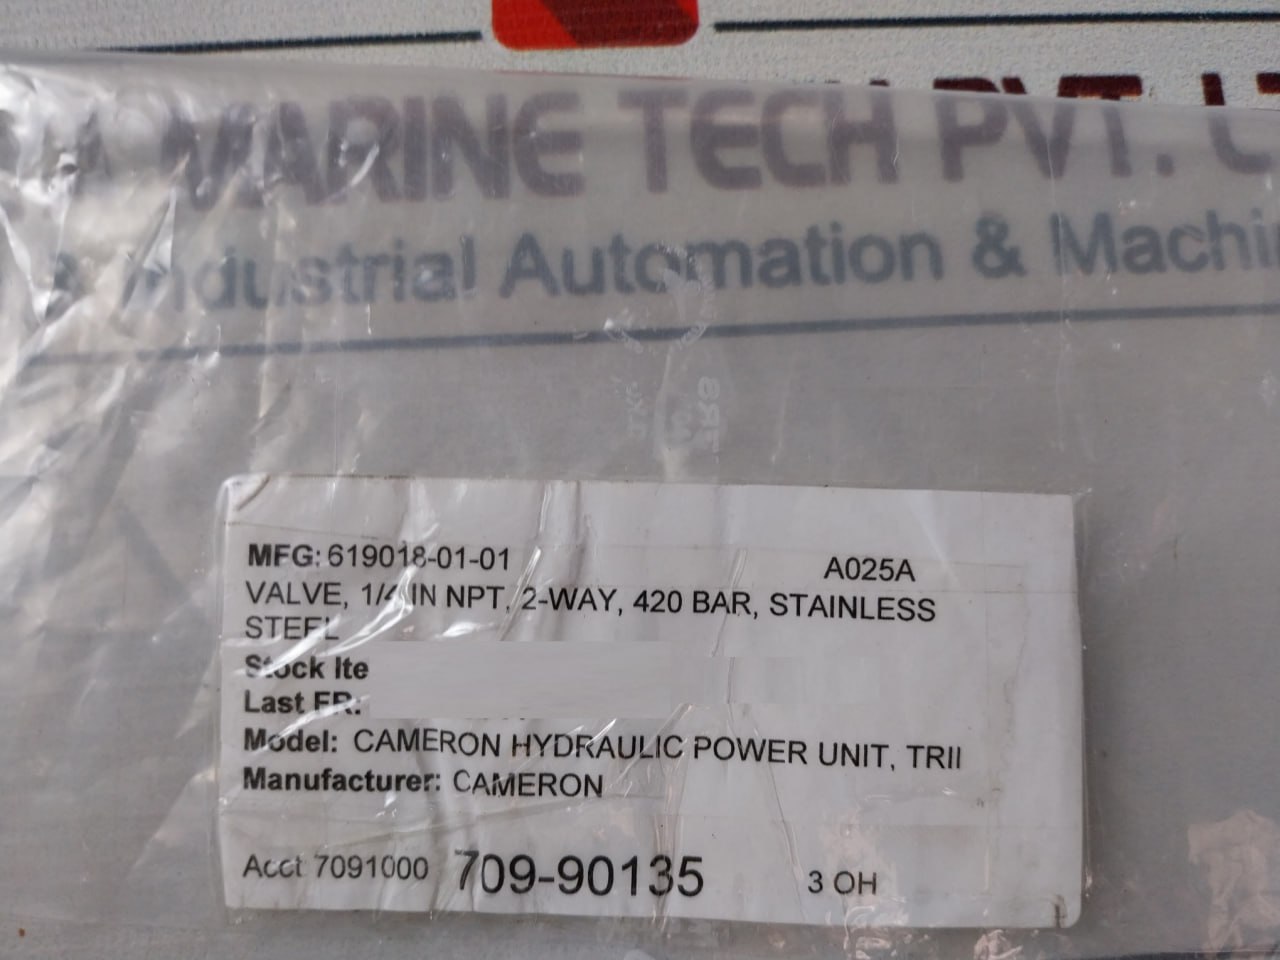 MARINE TECH PVT.
& Industrial Automation &
MFG: 619018-01-01 A025A
VALVE, 1/4 IN NPT, 2-WAY, 420 BAR, STAINLESS
STEEL
Stock Ite
Last ER:
Model: CAMERON HYDRAULIC POWER UNIT, TRII
Manufacturer: CAMERON
Acct 7091000 709-90135 3 OH